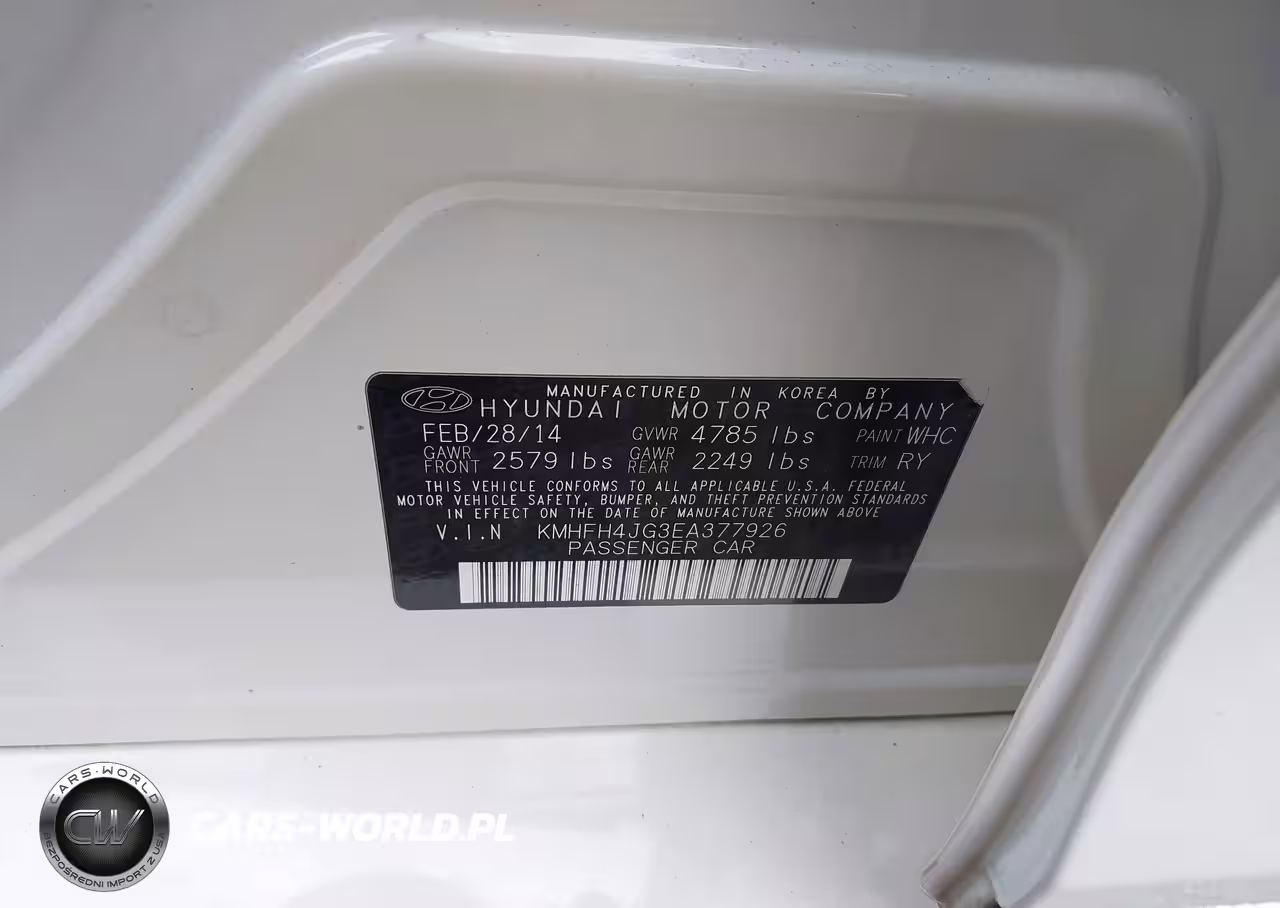 MANUFACTURED IN KOREA BY
HYUNDAI MOTOR COMPANY
FEB/28/14 GVWR 4785 lbs PAINT WHC
GAWR FRONT 2579 lbs GAWR REAR 2249 lbs TRIM RY
THIS VEHICLE CONFORMS TO ALL APPLICABLE U.S.A. FEDERAL
MOTOR VEHICLE SAFETY, BUMPER, AND THEFT PREVENTION STANDARDS
IN EFFECT ON THE DATE OF MANUFACTURE SHOWN ABOVE
V.I.N KMHFH4JG3EA377926
PASSENGER CAR
CARS-WORLD
CW
BEZPOŚREDNI IMPORT Z USA
CARS-WORLD.PL